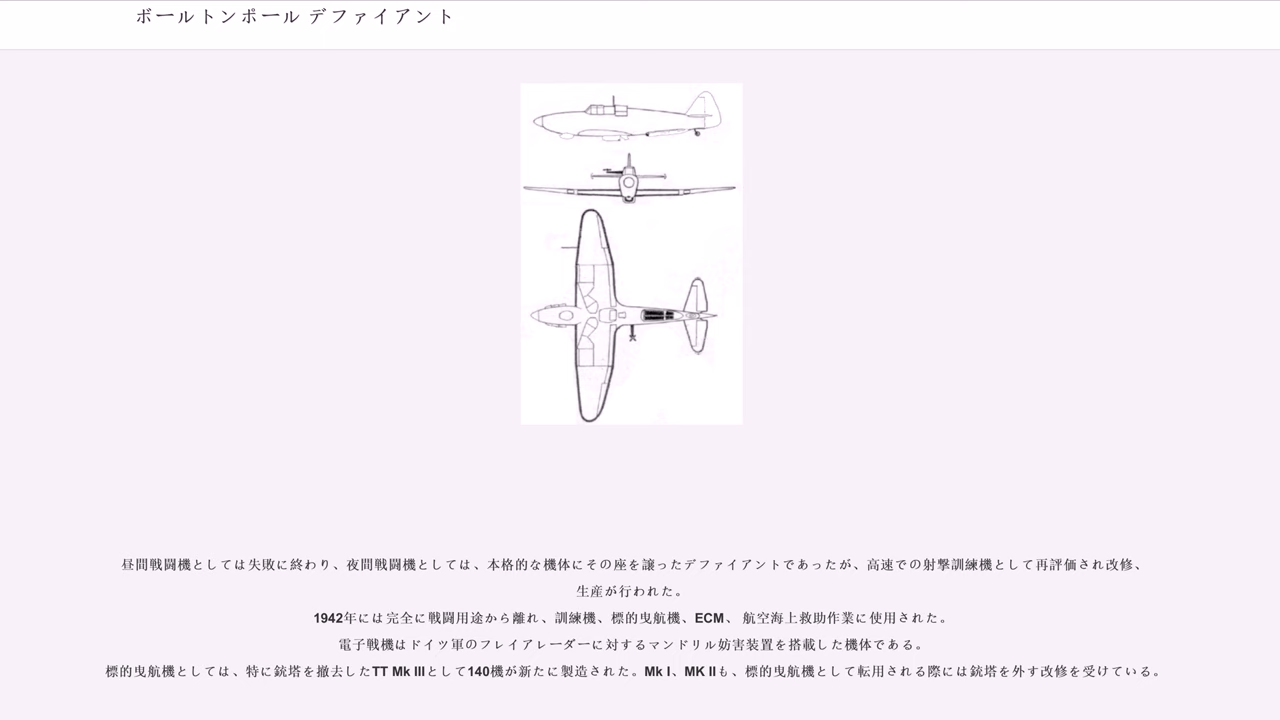 ボールトンポール デファイアント
昼間戦闘機としては失敗に終わり、夜間戦闘機としては、本格的な機体にその座を譲ったデファイアントであったが、高速での射撃訓練機として再評価され改修、
生産が行われた。
1942年には完全に戦闘用途から離れ、訓練機、標的曳航機、ECM、 航空海上救助作業に使用された。
電子戦機はドイツ軍のフレイアレーダーに対するマンドリル妨害装置を搭載した機体である。
標的曳航機としては、特に銃塔を撤去したTT Mk IIIとして140機が新たに製造された。Mk I、MK IIも、標的曳航機として転用される際には銃塔を外す改修を受けている。